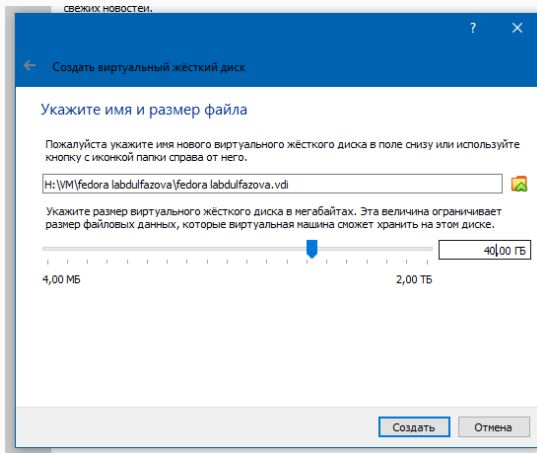 свежих новостей.
?
Создать виртуальный жёсткий диск
Укажите имя и размер файла
Пожалуйста укажите имя нового виртуального жёсткого диска в поле снизу или используйте
кнопку с иконкой папки справа от него.
H:\VM\fedora labdulfazova\fedora labdulfazova.vdi
Укажите размер виртуального жёсткого диска в мегабайтах. Эта величина ограничивает
размер файловых данных, которые виртуальная машина сможет хранить на этом диске.
40,00 ГБ
4,00 МБ 2,00 ТБ
Создать Отмена